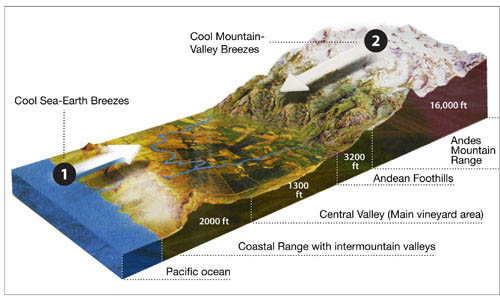 Cool Mountain-
Valley Breezes
2
Cool Sea-Earth Breezes
1
16,000 ft
3200
ft
1300
ft
2000 ft
Andes
Mountain
Range
Andean Foothills
Central Valley (Main vineyard area)
Coastal Range with intermountain valleys
Pacific ocean